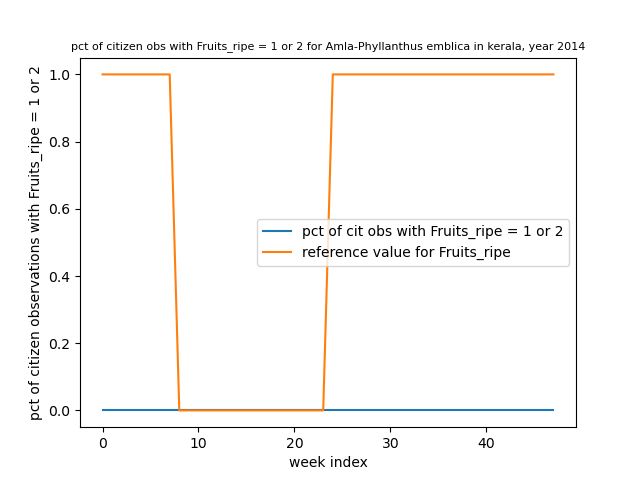 pct of citizen obs with Fruits_ripe = 1 or 2 for Amla-Phyllanthus emblica in kerala, year 2014
pct of citizen observations with Fruits_ripe = 1 or 2
1.0
0.8
0.6
0.4
0.2
0.0
pct of cit obs with Fruits_ripe = 1 or 2
reference value for Fruits_ripe
0 10 20 30 40
week index